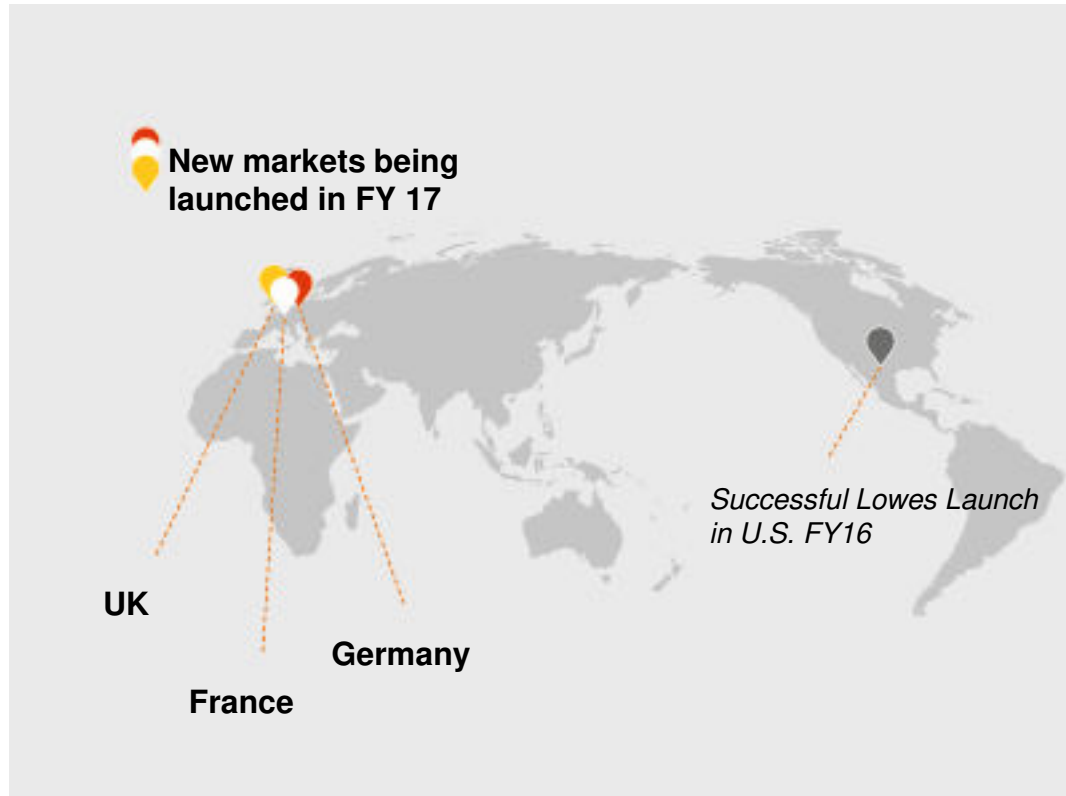 New markets being
launched in FY 17
Successful Lowes Launch
in U.S. FY16
UK
Germany
France